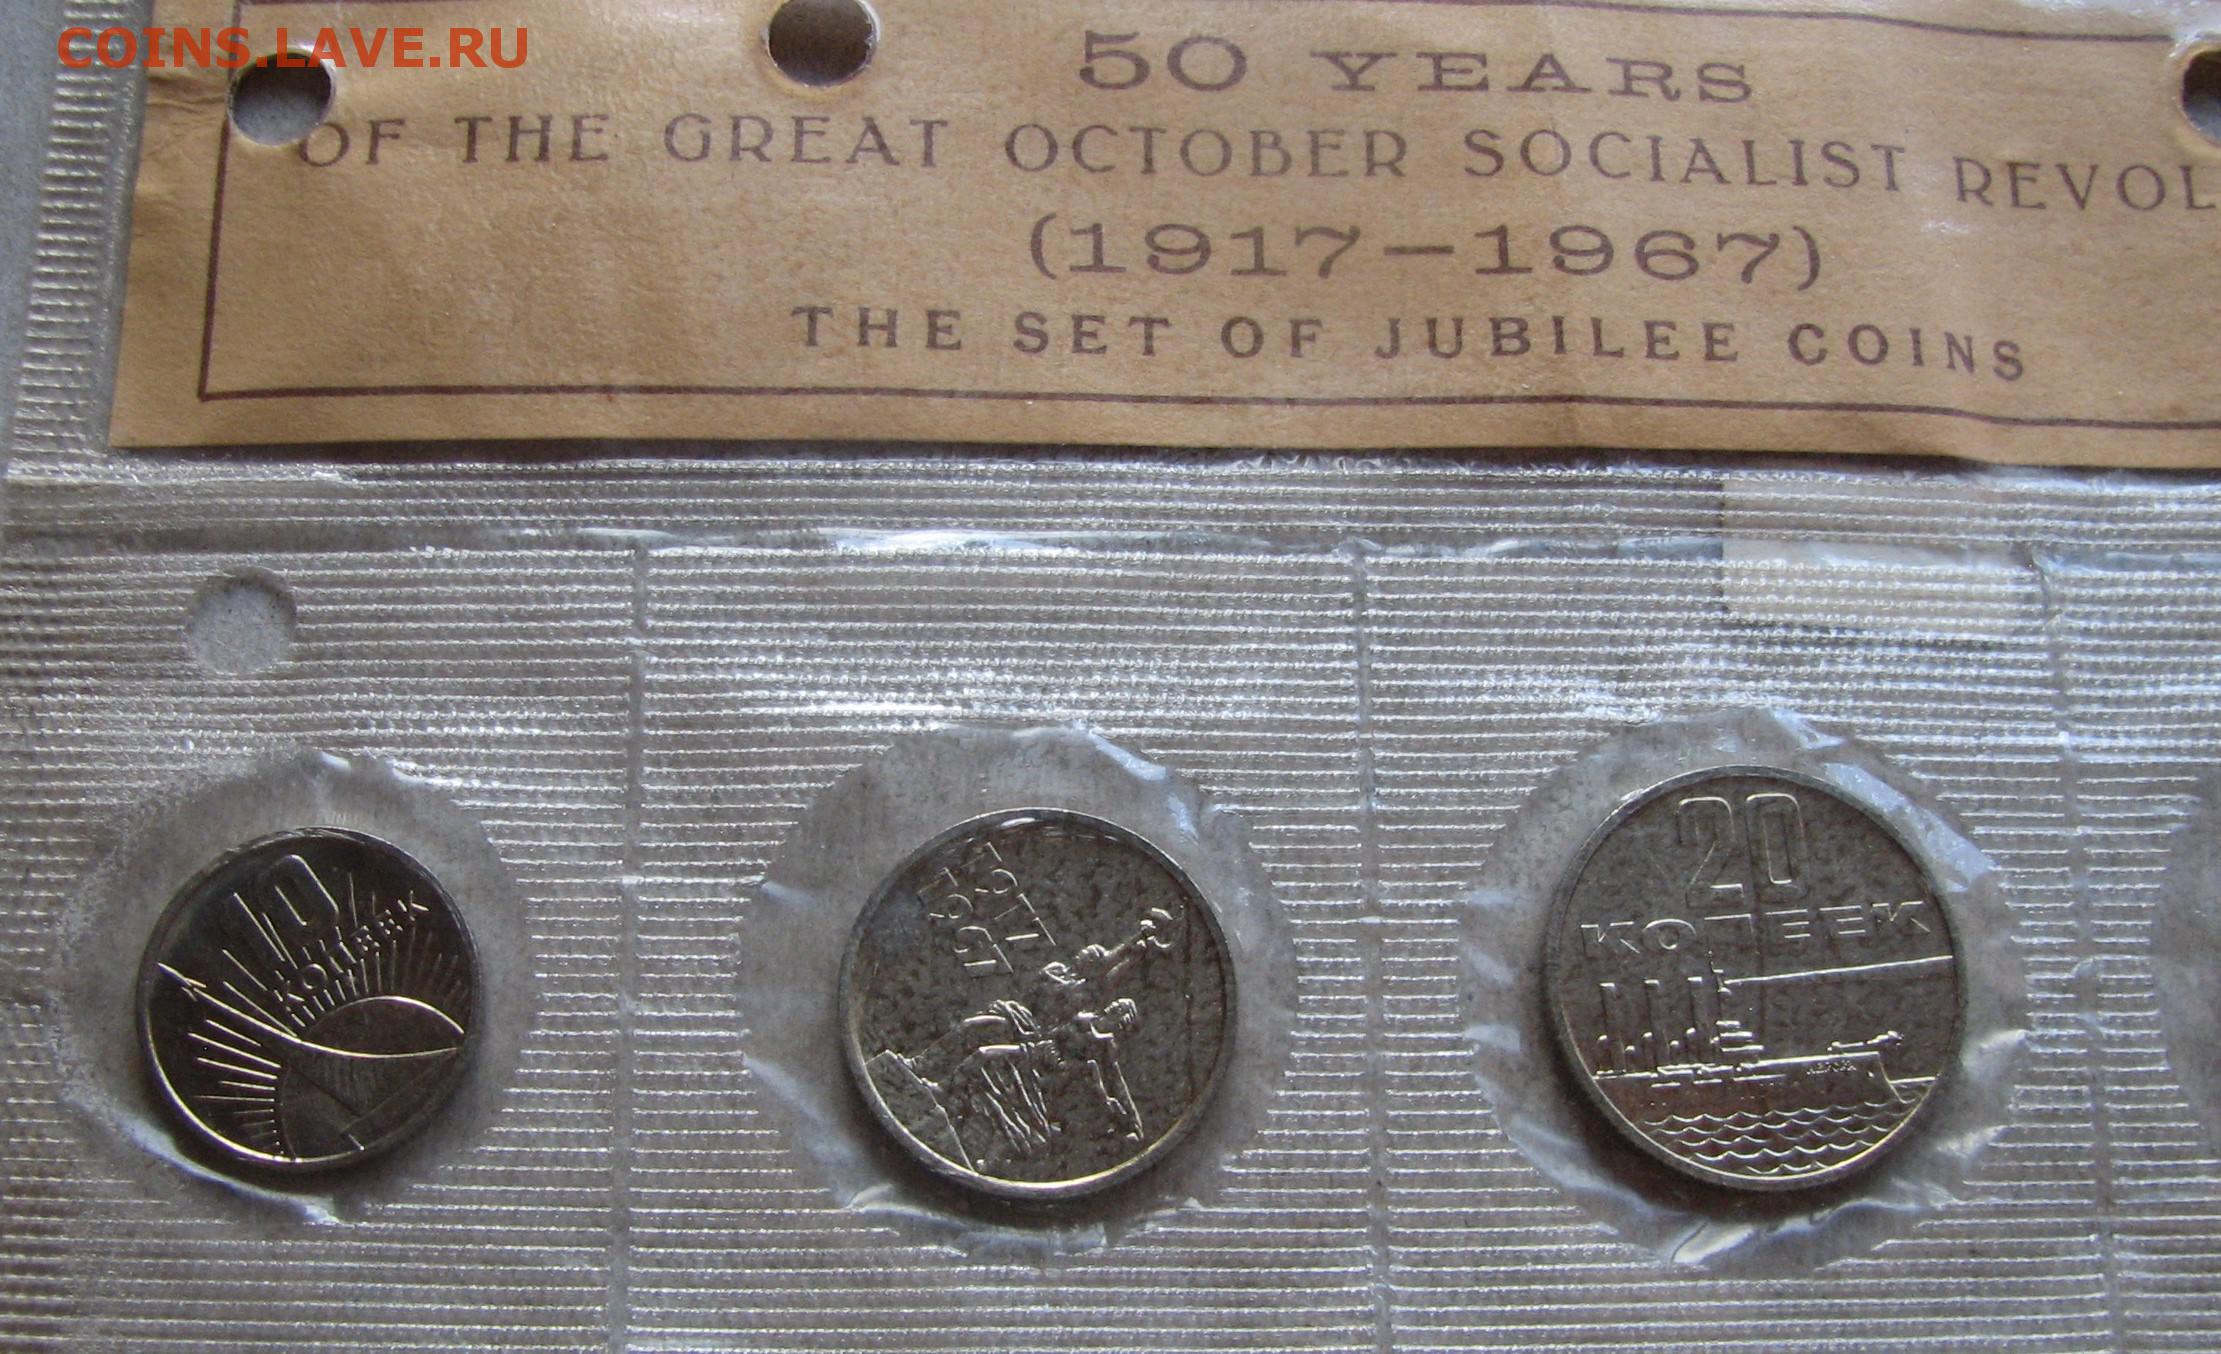 COINS.LAVE.RU
50 YEARS
OF THE GREAT OCTOBER SOCIALIST REVOL
(1917-1967)
THE SET OF JUBILEE COINS
10
КОПЕЕК
1917
1967
20
КОПЕЕК